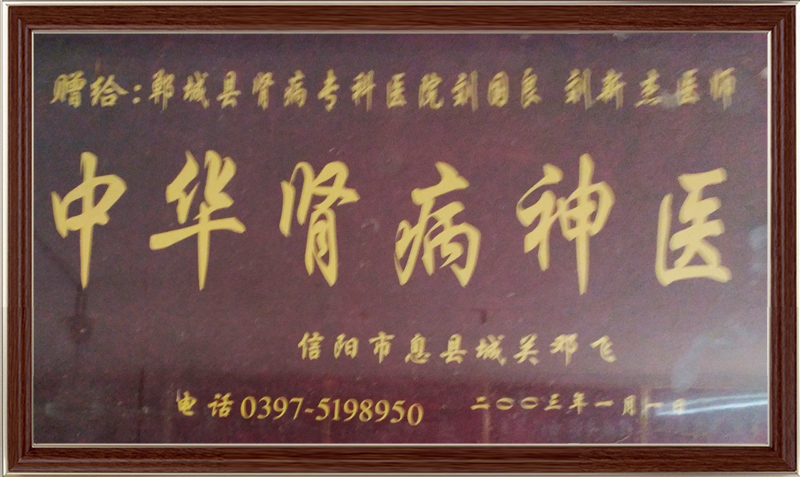 赠给：郸城县肾病专科医院刘国良 刘新杰医师
中华肾病神医
信阳市息县城关邓飞
电话0397-5198950 二〇〇三年一月一日